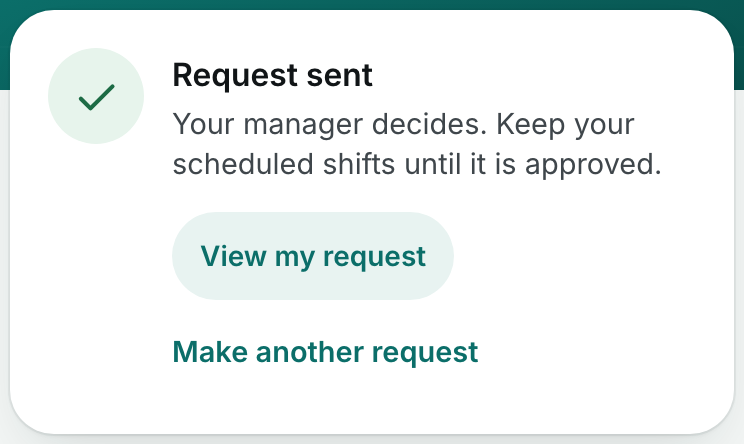 Request sent
Your manager decides. Keep your
scheduled shifts until it is approved.
View my request
Make another request